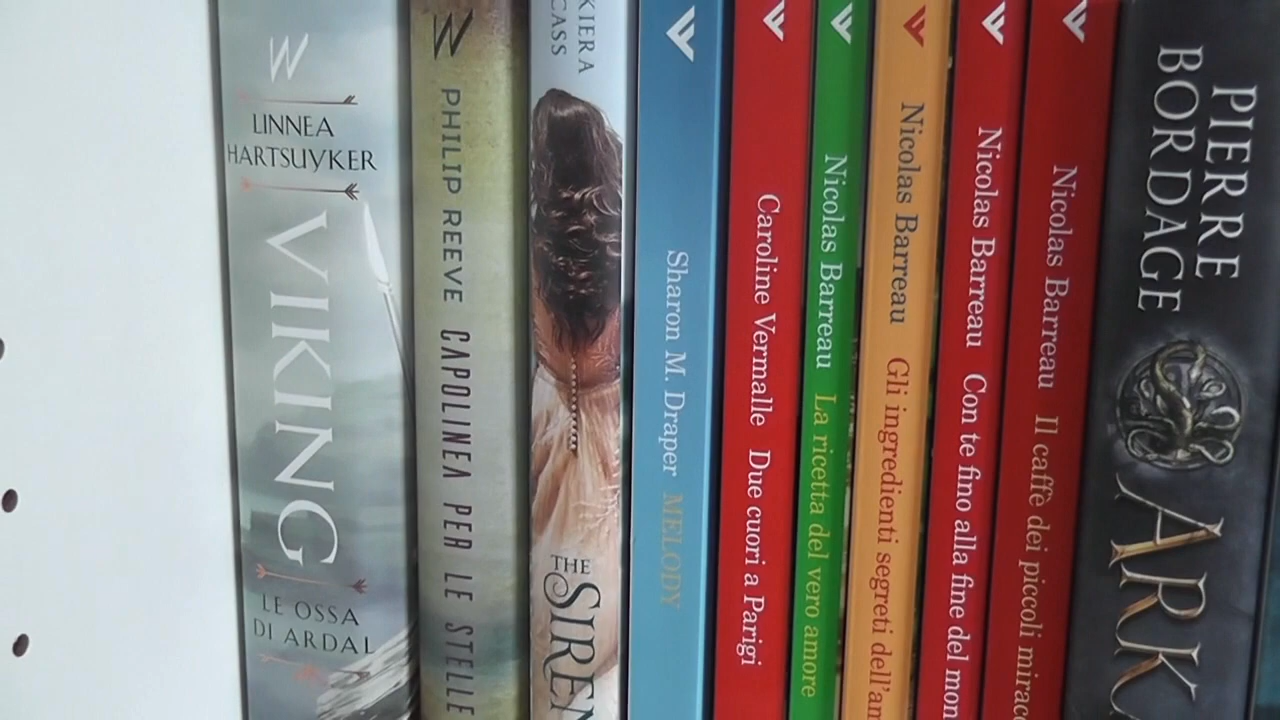 LINNEA
HARTSUYKER
VIKING
LE OSSA
DI ARDAL
PHILIP REEVE CAPOLINEA PER LE STELLE
KIERA
CASS
THE
SIREN
Sharon M. Draper MELODY
Caroline Vermalle Due cuori a Parigi
Nicolas Barreau La ricetta del vero amore
Nicolas Barreau Gli ingredienti segreti dell'am
Nicolas Barreau Con te fino alla fine del mon
Nicolas Barreau Il caffè dei piccoli mirac
PIERRE
BORDAGE
ARK